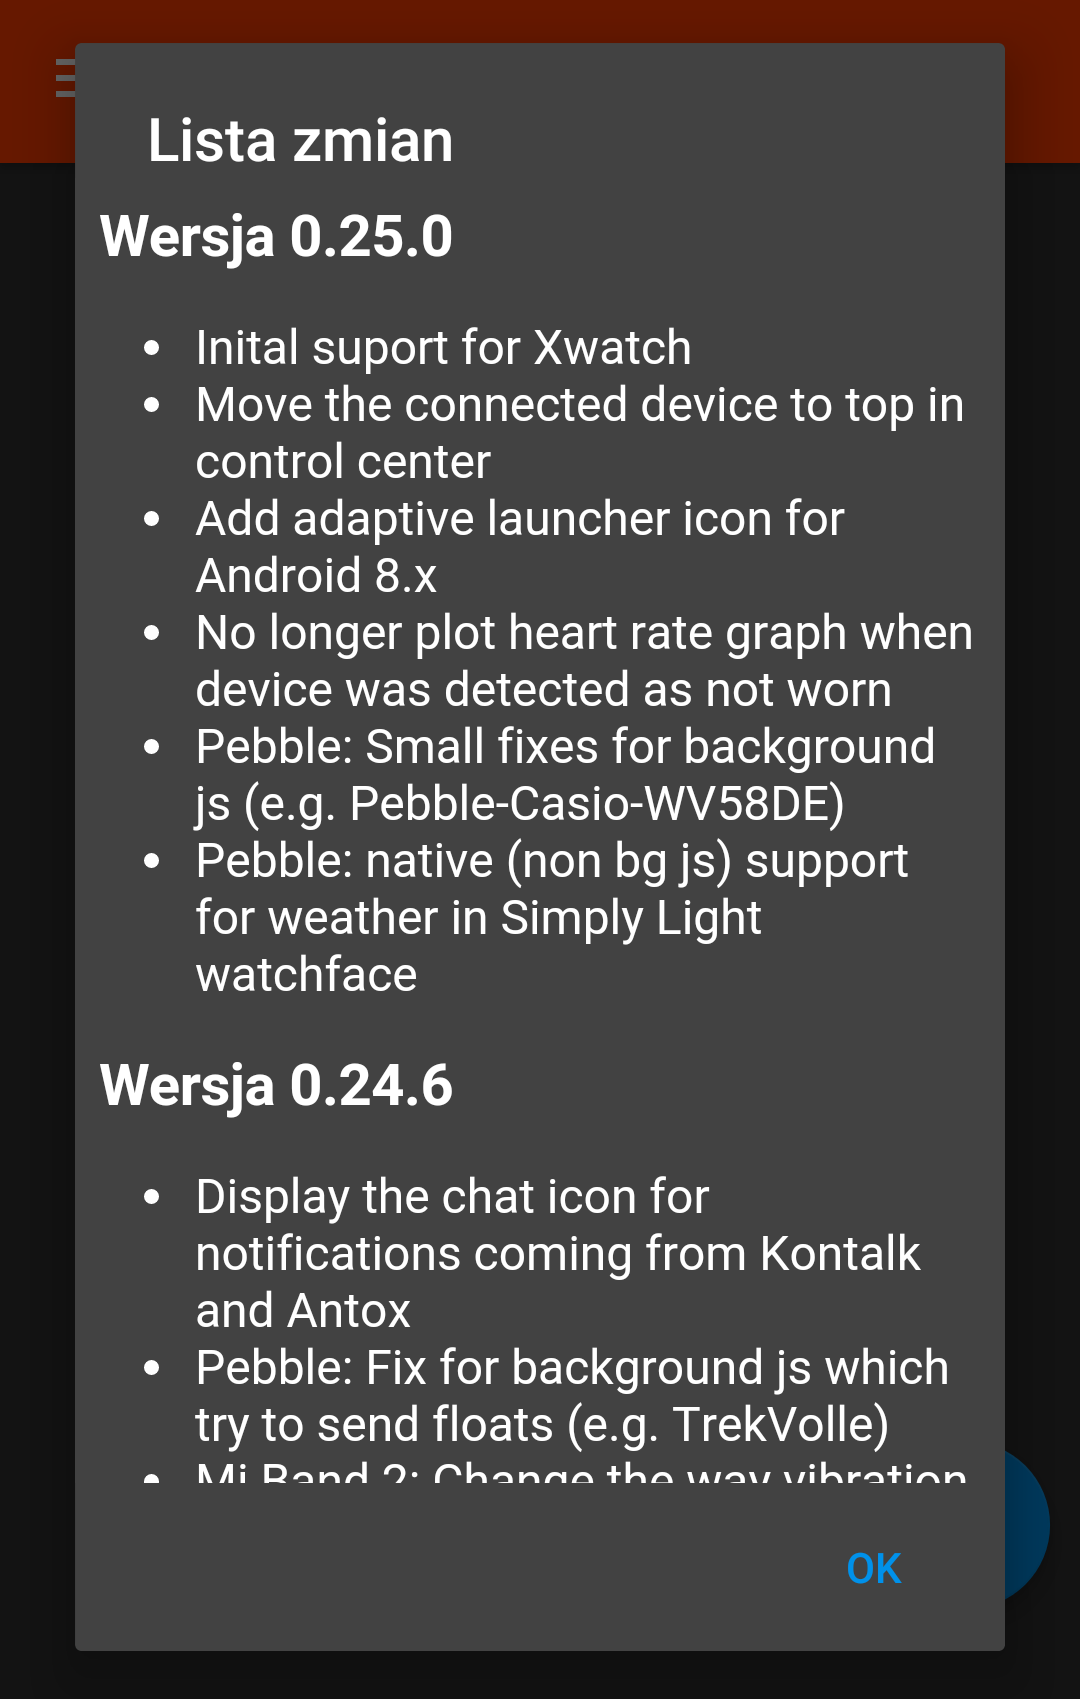 Lista zmian
Wersja 0.25.0
Inital suport for Xwatch
Move the connected device to top in
control center
Add adaptive launcher icon for
Android 8.x
No longer plot heart rate graph when
device was detected as not worn
Pebble: Small fixes for background
js (e.g. Pebble-Casio-WV58DE)
Pebble: native (non bg js) support
for weather in Simply Light
watchface
Wersja 0.24.6
Display the chat icon for
notifications coming from Kontalk
and Antox
Pebble: Fix for background js which
try to send floats (e.g. TrekVolle)
Mi Band 2: Change the way vibration
OK